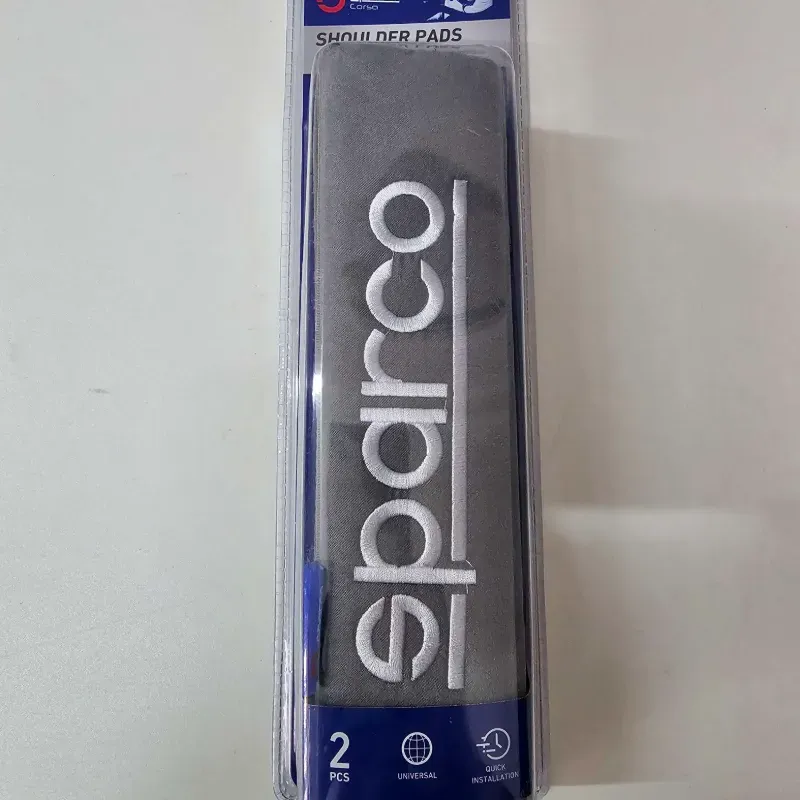 Corsa
SHOULDER PADS
sparco
2
PCS
UNIVERSAL
QUICK
INSTALLATION